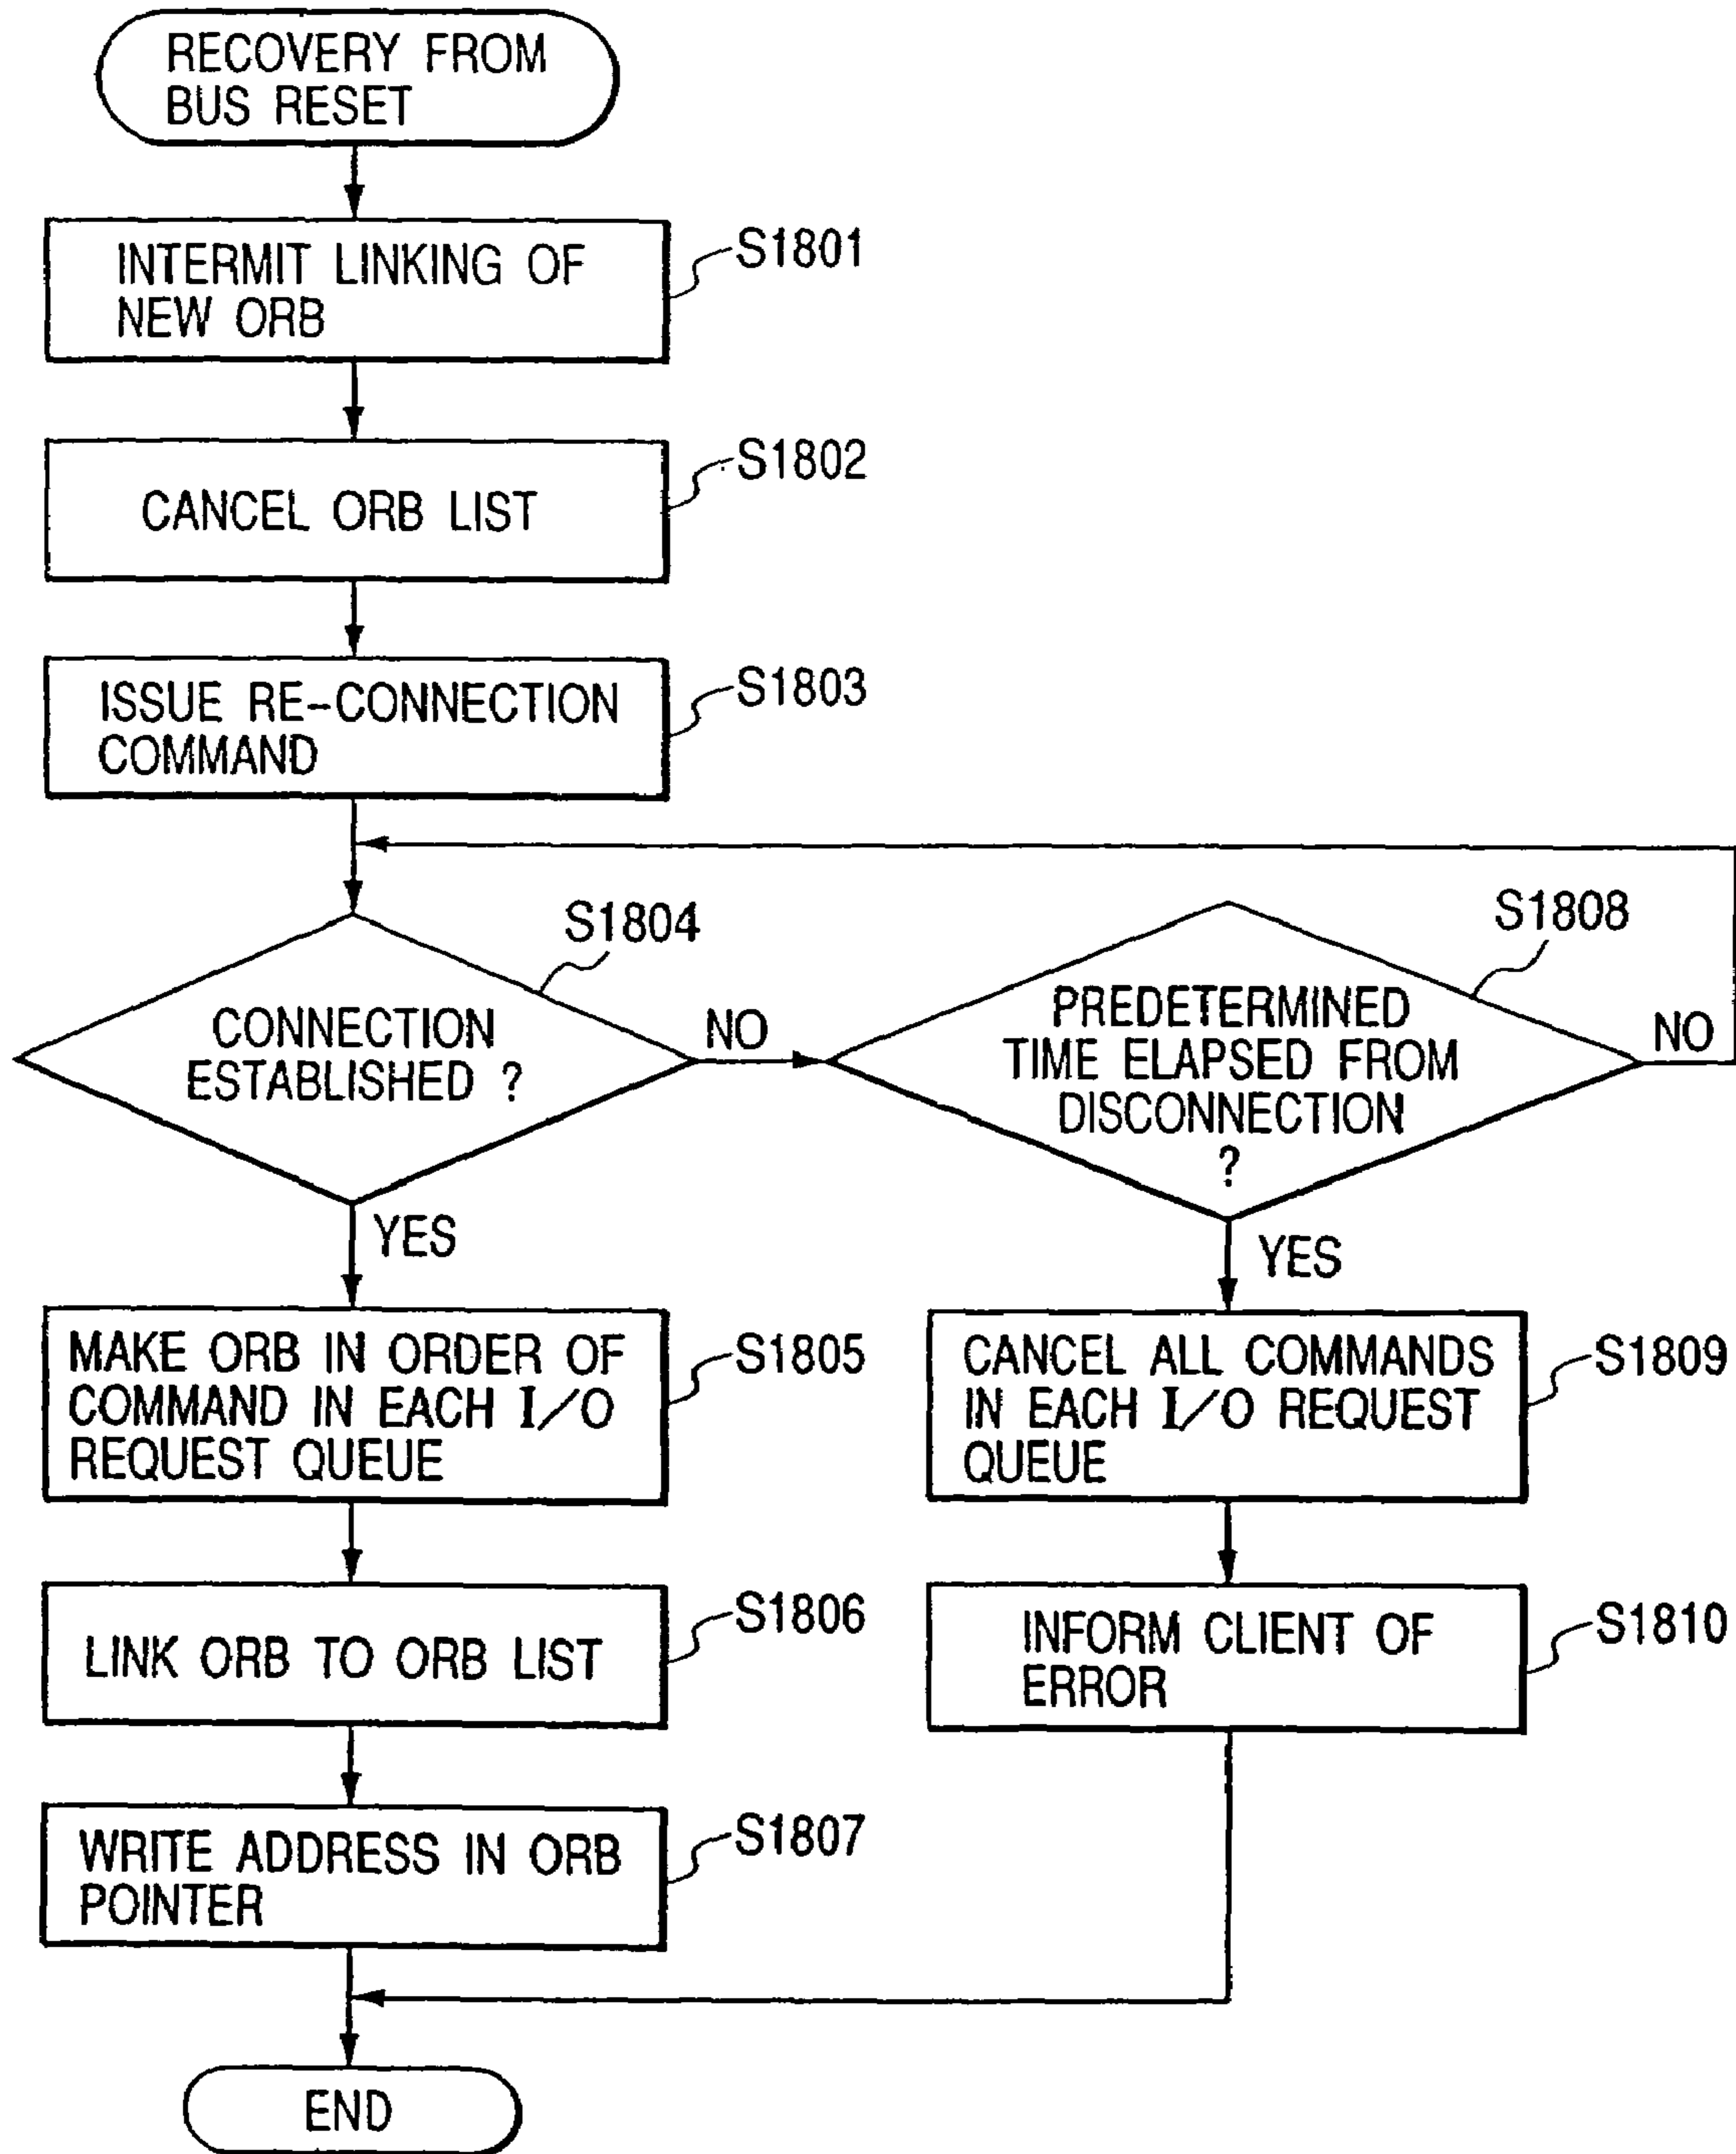 RECOVERY FROM
BUS RESET
INTERMIT LINKING OF
NEW ORB
S1801
CANCEL ORB LIST
S1802
ISSUE RE-CONNECTION
COMMAND
S1803
CONNECTION
ESTABLISHED ?
S1804
NO
YES
PREDETERMINED
TIME ELAPSED FROM
DISCONNECTION
?
S1808
NO
YES
MAKE ORB IN ORDER OF
COMMAND IN EACH I/O
REQUEST QUEUE
S1805
CANCEL ALL COMMANDS
IN EACH I/O REQUEST
QUEUE
S1809
LINK ORB TO ORB LIST
S1806
INFORM CLIENT OF
ERROR
S1810
WRITE ADDRESS IN ORB
POINTER
S1807
END